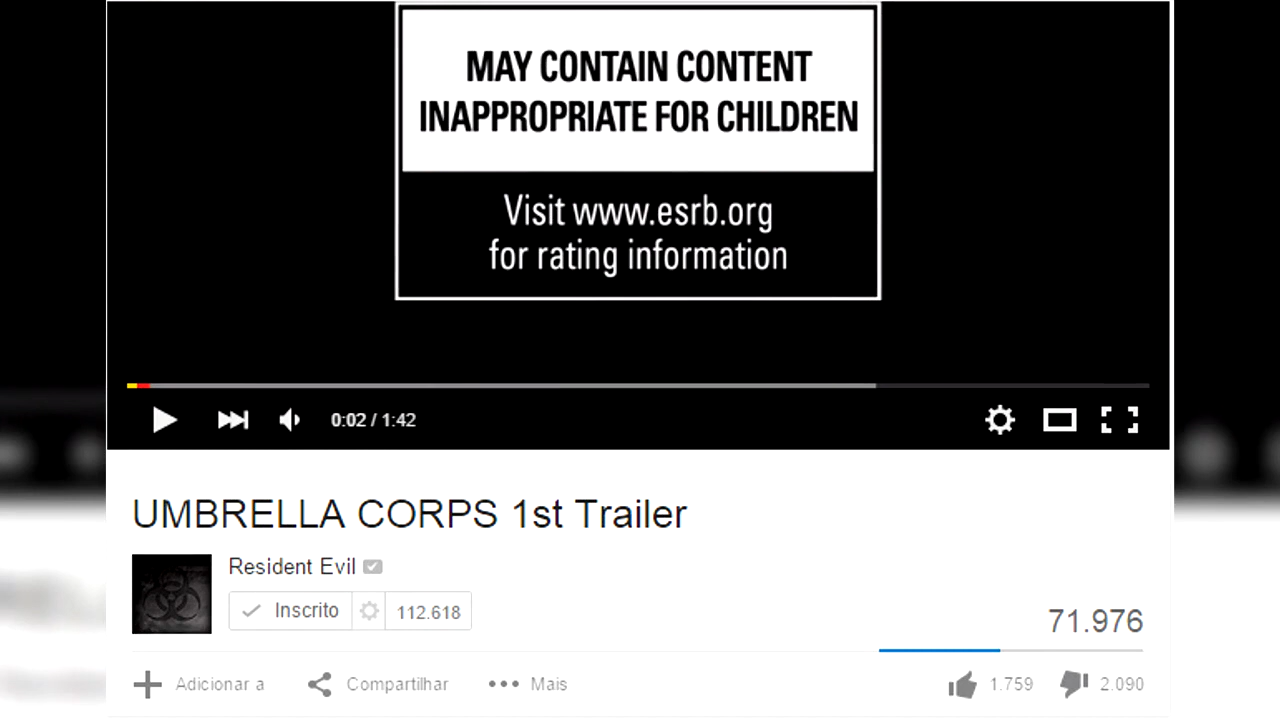 MAY CONTAIN CONTENT
INAPPROPRIATE FOR CHILDREN
Visit www.esrb.org
for rating information
0:02 / 1:42
UMBRELLA CORPS 1st Trailer
Resident Evil
Inscrito 112.618
71.976
Adicionar a Compartilhar Mais 1.759 2.090